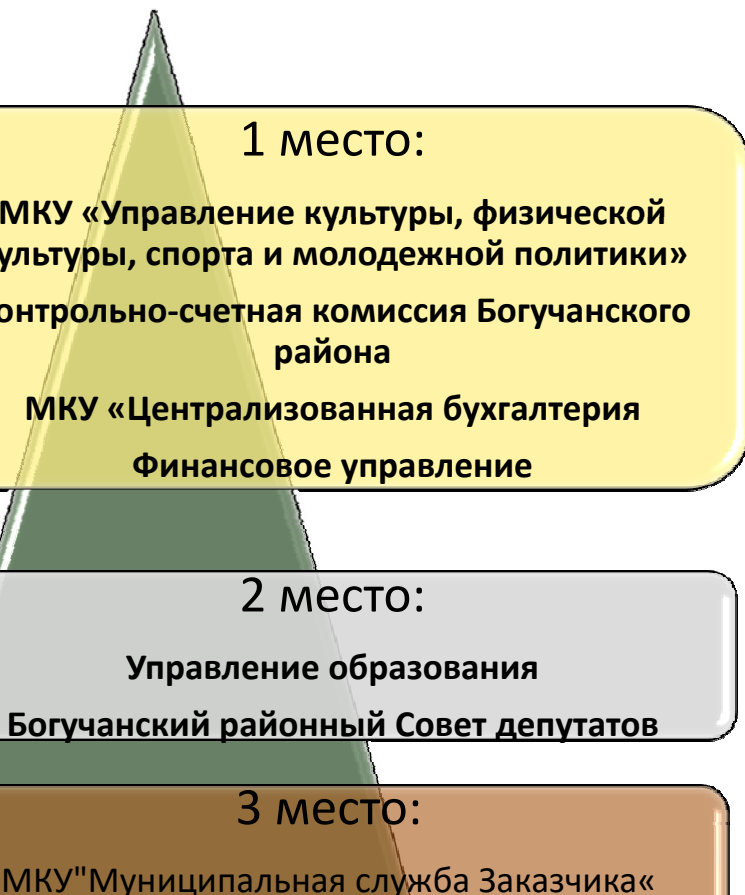 1 место:
МКУ «Управление культуры, физической
ультуры, спорта и молодежной политики»
онтрольно-счетная комиссия Богучанского
района
МКУ «Централизованная бухгалтерия
Финансовое управление
2 место:
Управление образования
Богучанский районный Совет депутатов
3 место:
МКУ"Муниципальная служба Заказчика«